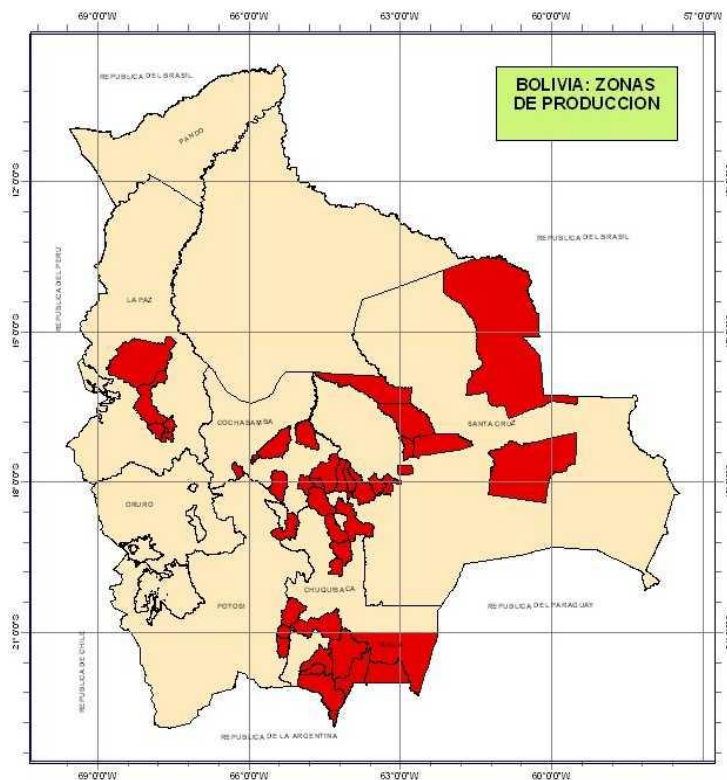 69°0'0"W 66°0'0"W 63°0'0"W 60°0'0"W 57°0'0"W
BOLIVIA: ZONAS
DE PRODUCCION
REPUBLICA DEL BRASIL
PANDO
12°0'0"S
REPUBLICA DEL BRASIL
REPUBLICA DEL PERU
LA PAZ
15°0'0"S
COCHABAMBA
SANTA CRUZ
18°0'0"S
ORURO
CHUQUISACA
POTOSI
REPUBLICA DEL PARAGUAY
21°0'0"S
REPUBLICA DE CHILE
REPUBLICA DE LA ARGENTINA
69°0'0"W 66°0'0"W 63°0'0"W 60°0'0"W